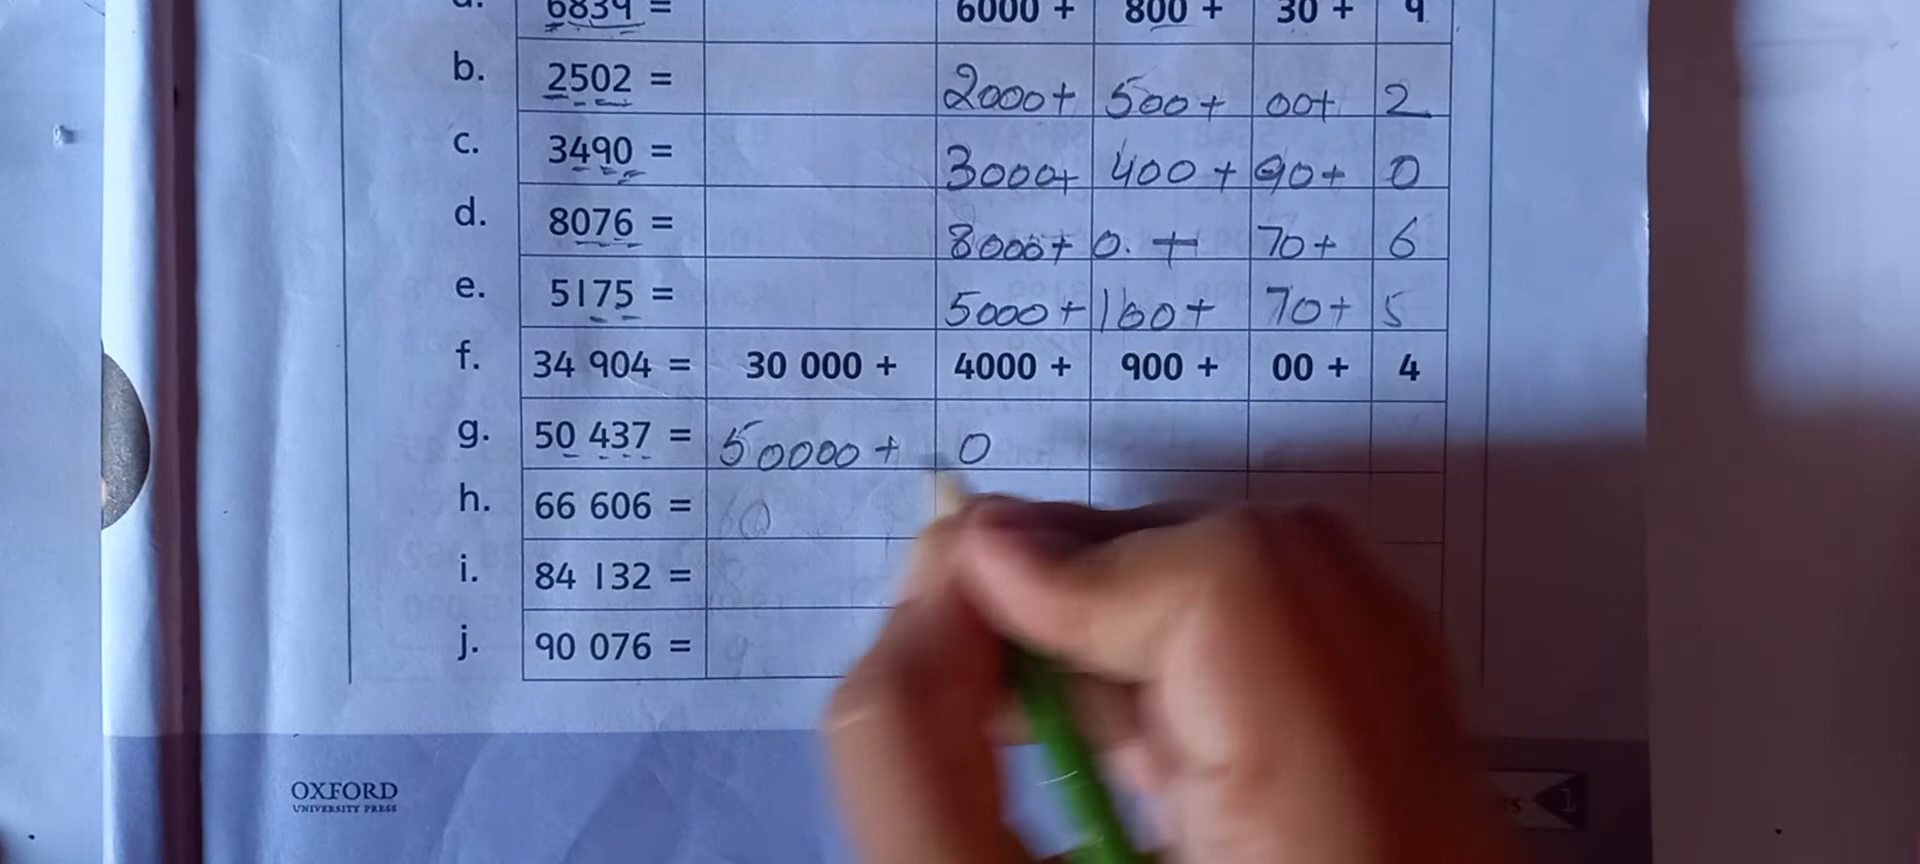 a. 6839 = 6000 + 800 + 30 + 9
b. 2502 = 2000+ 500+ 00+ 2
c. 3490 = 3000+ 400+ 90+ 0
d. 8076 = 8000+ 0. + 70+ 6
e. 5175 = 5000+ 100+ 70+ 5
f. 34 904 = 30 000 + 4000 + 900 + 00 + 4
g. 50 437 = 50000+ 0
h. 66 606 =
i. 84 132 =
j. 90 076 =
OXFORD
UNIVERSITY PRESS
1